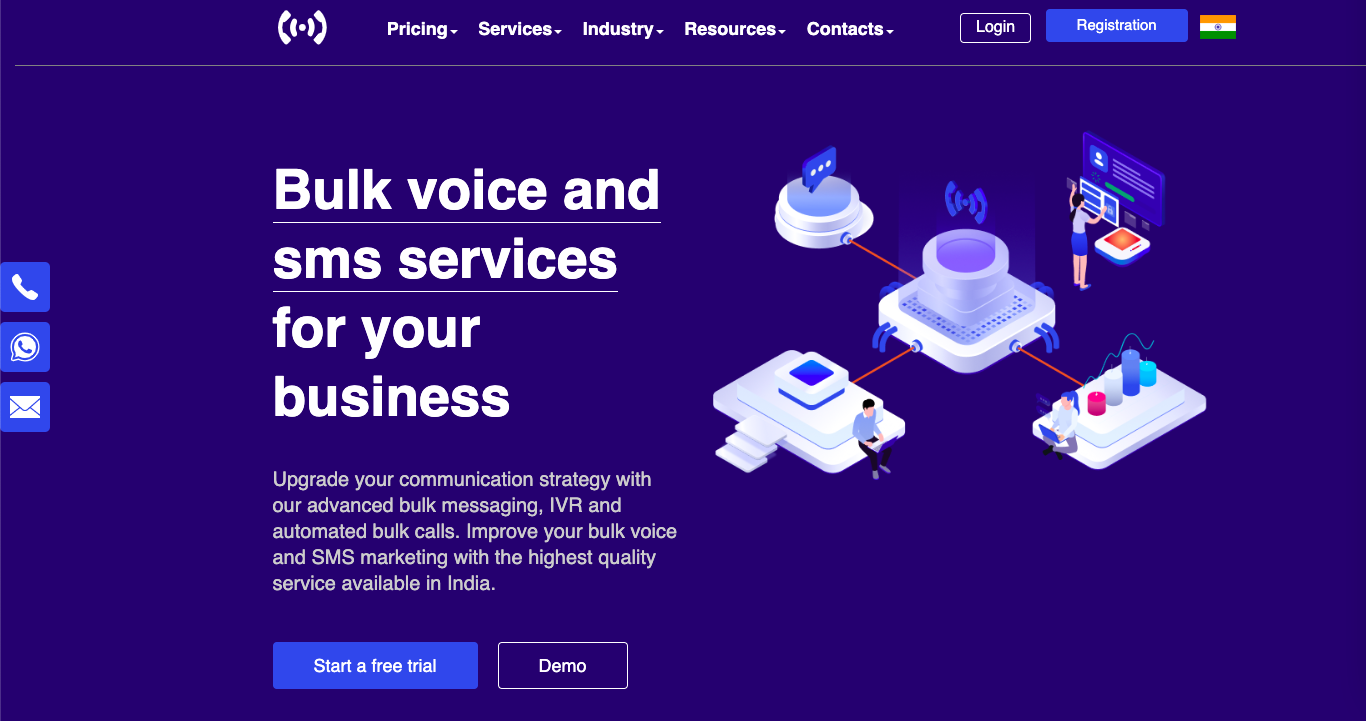 Pricing Services Industry Resources Contacts Login Registration
Bulk voice and
sms services
for your
business
Upgrade your communication strategy with
our advanced bulk messaging, IVR and
automated bulk calls. Improve your bulk voice
and SMS marketing with the highest quality
service available in India.
Start a free trial Demo